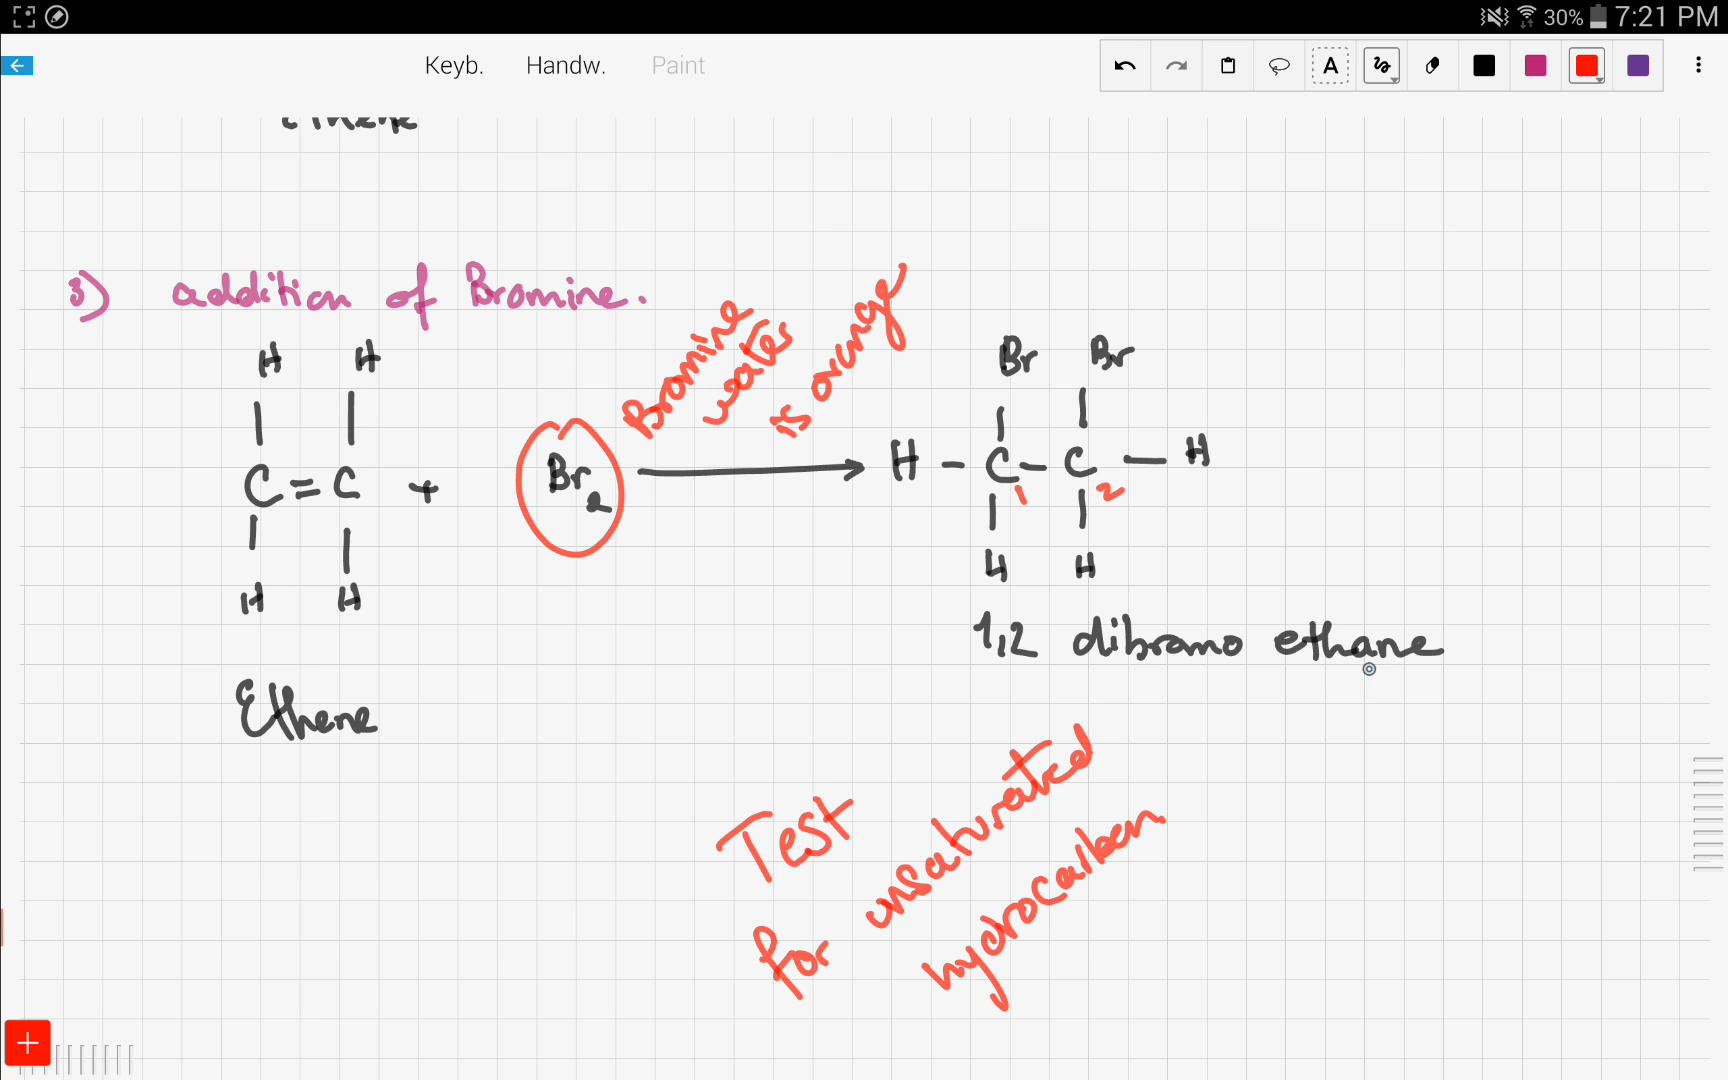 30% 7:21 PM
Keyb. Handw. Paint
A
Ethene
3) addition of Bromine.
Bromine
water
is orange
H H
Br Br
C=C + Br2 → H - C - C - H
1 2
H H
H H
1,2 dibromo ethane
Ethene
Test
for unsaturated
hydrocarbon.